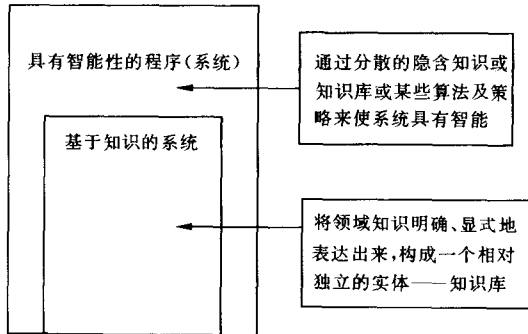 具有智能性的程序(系统)
通过分散的隐含知识或
知识库或某些算法及策
略来使系统具有智能
基于知识的系统
将领域知识明确、显式地
表达出来,构成一个相对
独立的实体——知识库